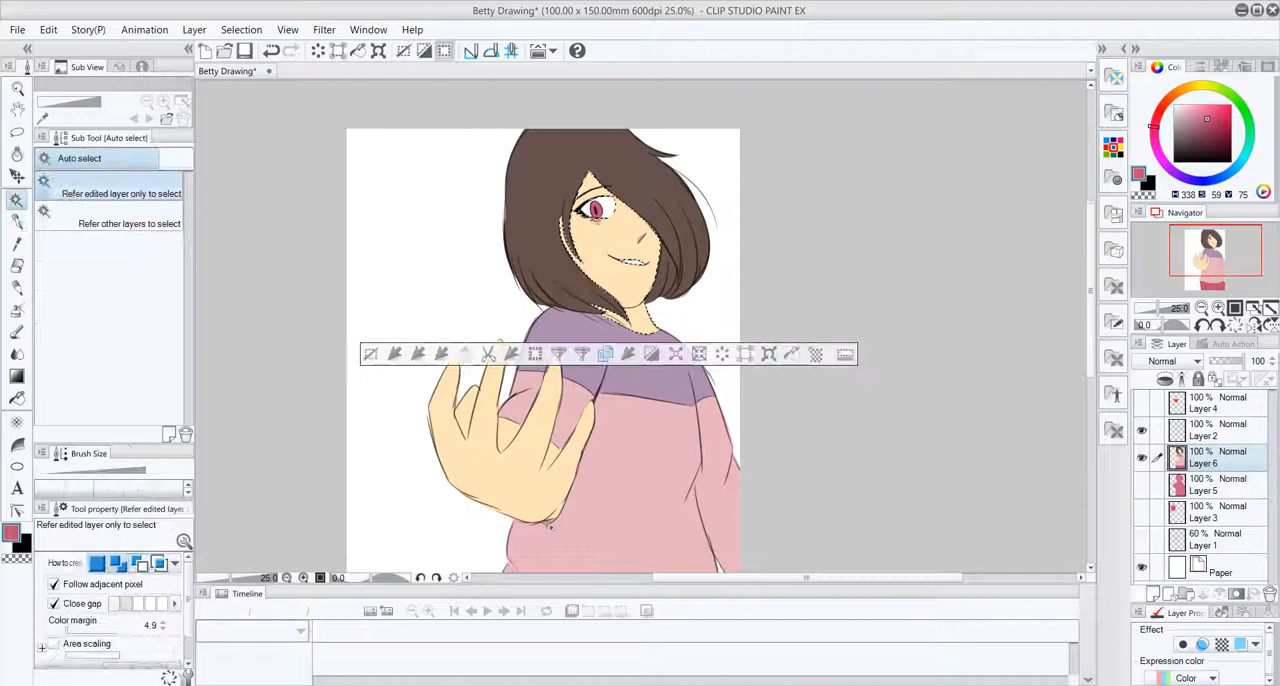 Betty Drawing* (100.00 x 150.00mm 600dpi 25.0%) - CLIP STUDIO PAINT EX
File Edit Story(P) Animation Layer Selection View Filter Window Help
Sub View
Betty Drawing*
Sub Tool [Auto select]
Auto select
Refer edited layer only to select
Refer other layers to select
H 338 S 59 V 75
Navigator
25.0
0.0
Layer
Auto Action
Normal 100
100 % Normal
Layer 4
100 % Normal
Layer 2
100 % Normal
Layer 6
100 % Normal
Layer 5
100 % Normal
Layer 3
60 % Normal
Layer 1
Paper
Brush Size
Tool property [Refer edited layer
Refer edited layer only to select
How to cre
Follow adjacent pixel
Close gap
Color margin
4.9
Area scaling
25.0
0.0
Timeline
Layer Prop
Effect
Expression color
Color